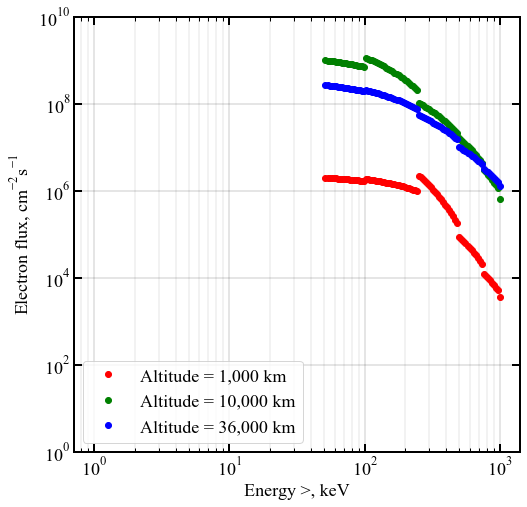 10^10
10^8
10^6
10^4
10^2
10^0
Electron flux, cm^−2 s^−1
Altitude = 1,000 km
Altitude = 10,000 km
Altitude = 36,000 km
10^0 10^1 10^2 10^3
Energy >, keV